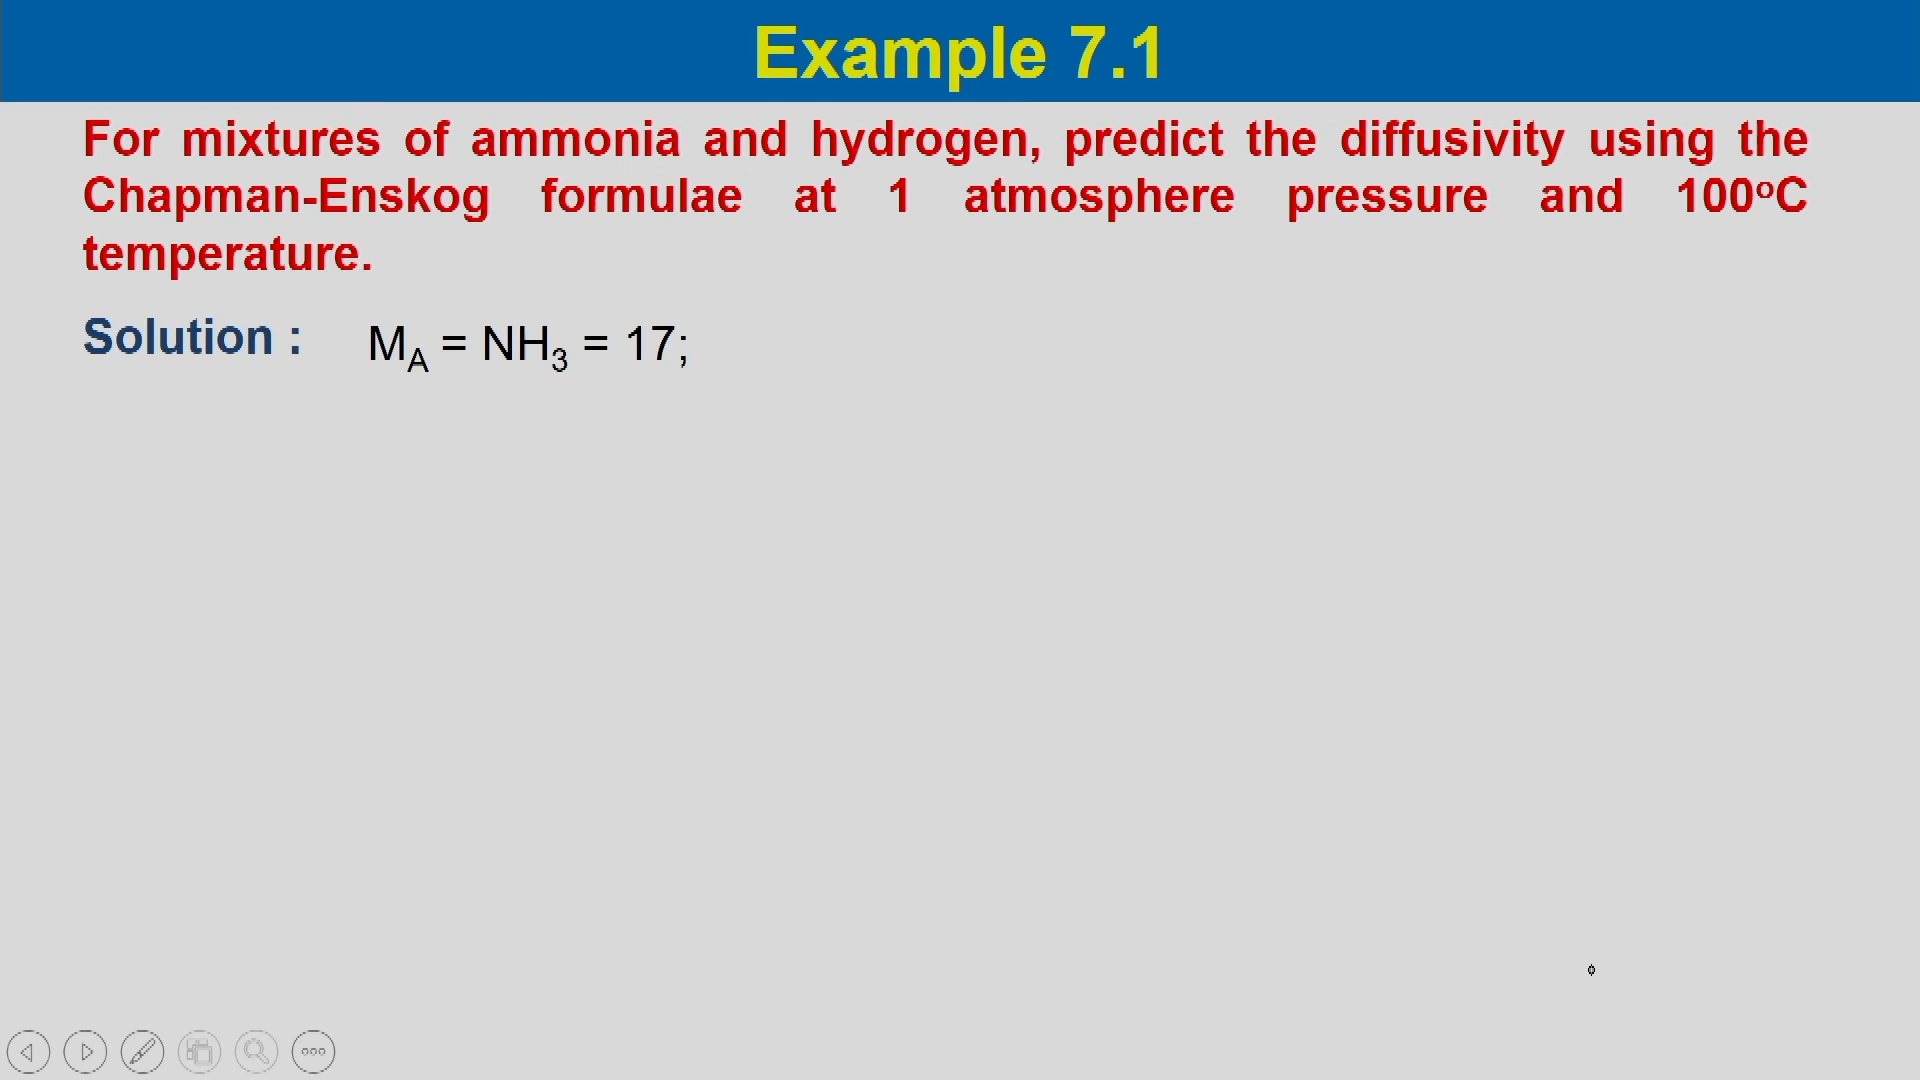 Example 7.1
For mixtures of ammonia and hydrogen, predict the diffusivity using the
Chapman-Enskog formulae at 1 atmosphere pressure and 100ᵒC
temperature.
Solution : M_A = NH₃ = 17;